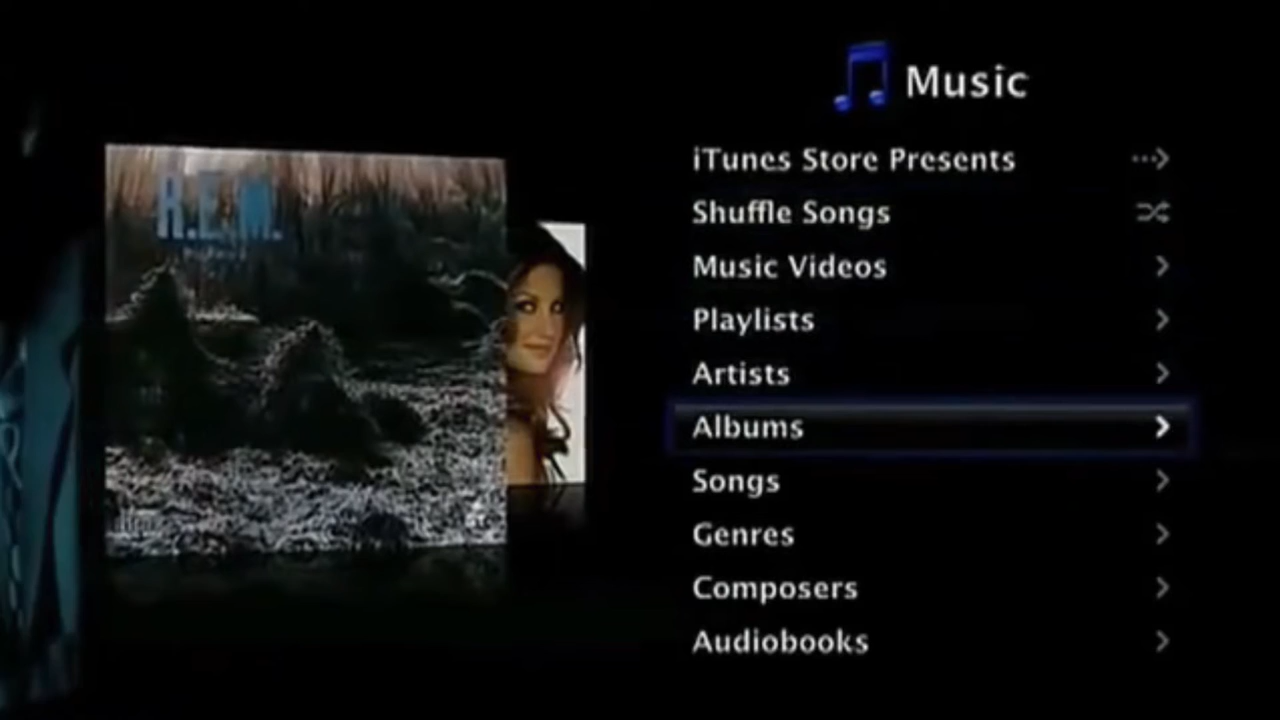 R.E.M.
Music
iTunes Store Presents
Shuffle Songs
Music Videos
Playlists
Artists
Albums
Songs
Genres
Composers
Audiobooks